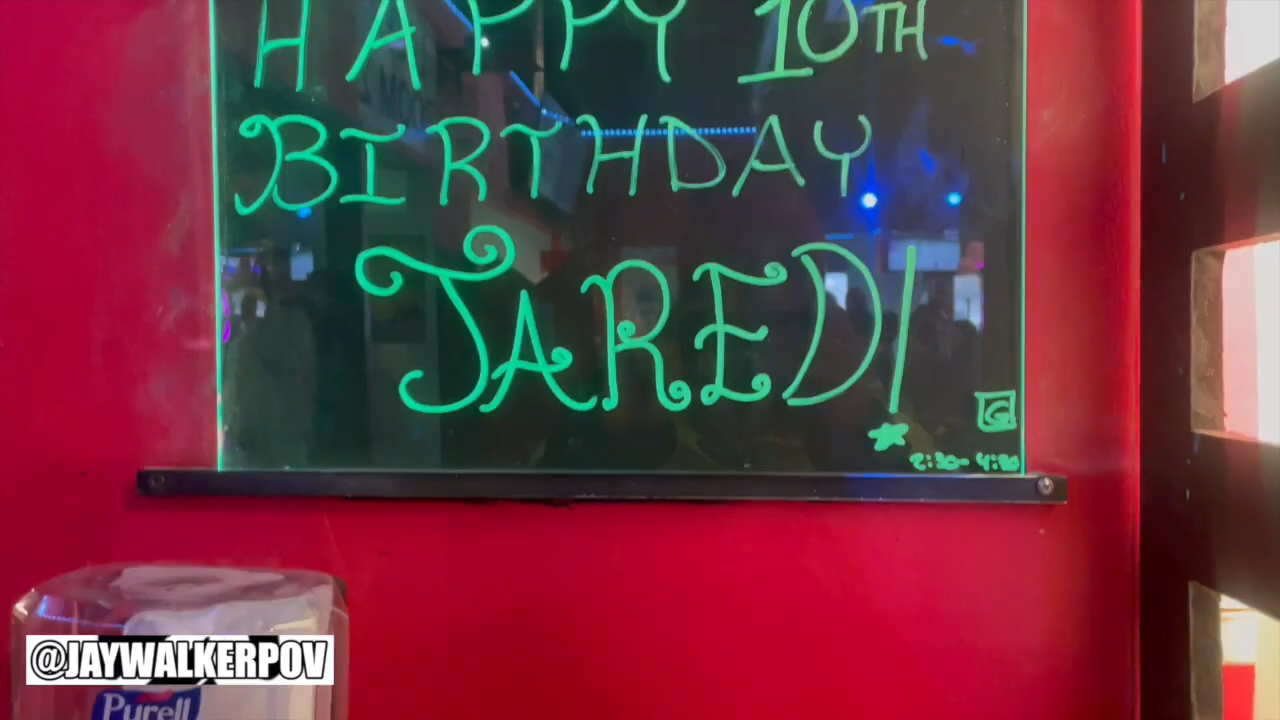 HAPPY 10TH
BIRTHDAY
JARED!
G
2:30-4:30
@JAYWALKERPOV
Purell